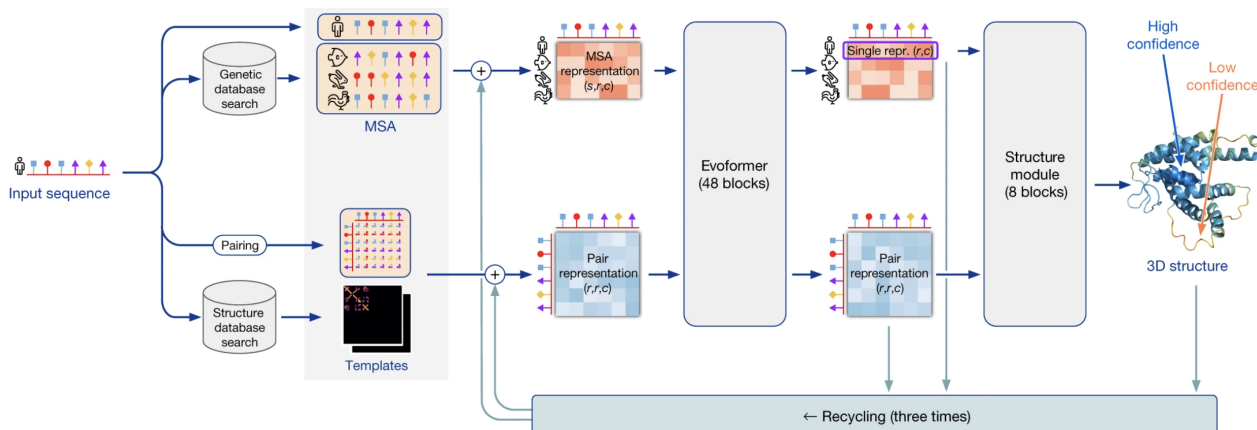 Input sequence
Genetic
database
search
MSA
Pairing
Structure
database
search
Templates
+
+
MSA
representation
(s,r,c)
Pair
representation
(r,r,c)
Evoformer
(48 blocks)
Single repr. (r,c)
Pair
representation
(r,r,c)
Structure
module
(8 blocks)
High
confidence
Low
confidence
3D structure
← Recycling (three times)